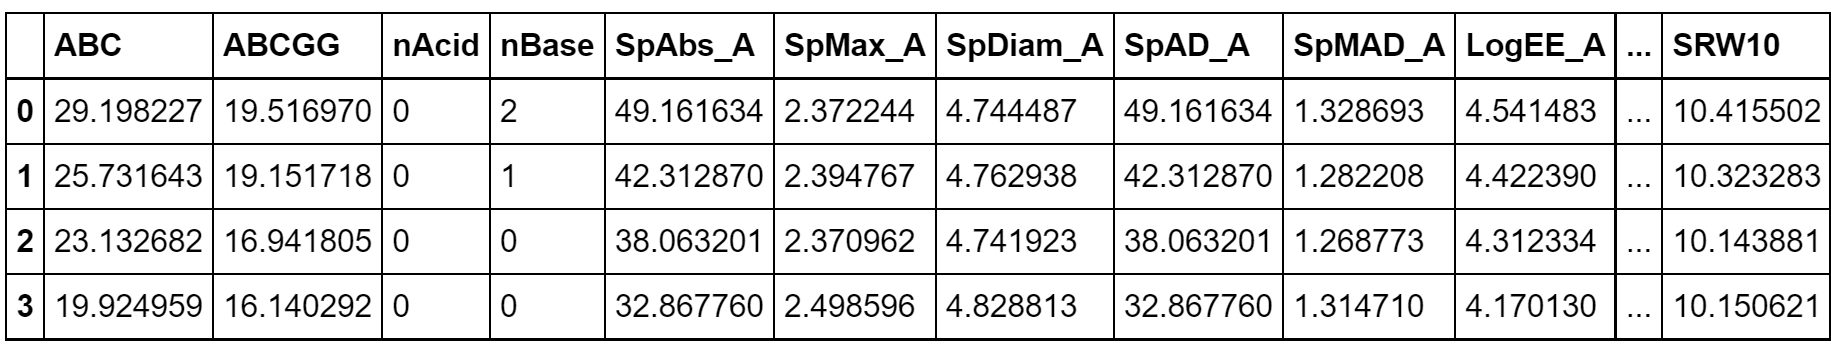 ABC ABCGG nAcid nBase SpAbs_A SpMax_A SpDiam_A SpAD_A SpMAD_A LogEE_A ... SRW10
0 29.198227 19.516970 0 2 49.161634 2.372244 4.744487 49.161634 1.328693 4.541483 ... 10.415502
1 25.731643 19.151718 0 1 42.312870 2.394767 4.762938 42.312870 1.282208 4.422390 ... 10.323283
2 23.132682 16.941805 0 0 38.063201 2.370962 4.741923 38.063201 1.268773 4.312334 ... 10.143881
3 19.924959 16.140292 0 0 32.867760 2.498596 4.828813 32.867760 1.314710 4.170130 ... 10.150621